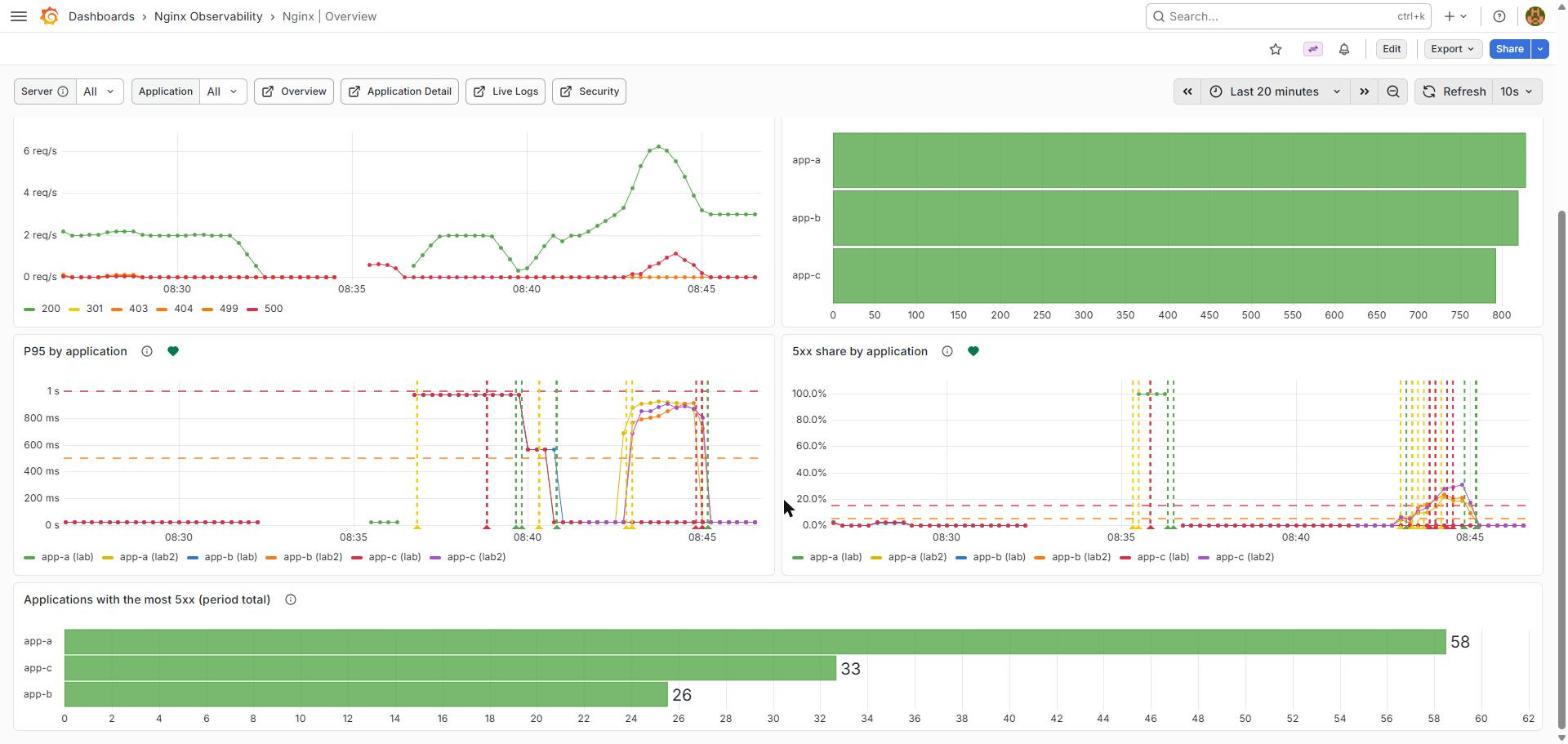 Dashboards › Nginx Observability › Nginx | Overview
Search... ctrl+k
Edit Export Share
Server All Application All Overview Application Detail Live Logs Security Last 20 minutes Refresh 10s
6 req/s
4 req/s
2 req/s
0 req/s
08:30 08:35 08:40 08:45
200 301 403 404 499 500
app-a
app-b
app-c
0 50 100 150 200 250 300 350 400 450 500 550 600 650 700 750 800
P95 by application
1 s
800 ms
600 ms
400 ms
200 ms
0 s
08:30 08:35 08:40 08:45
app-a (lab) app-a (lab2) app-b (lab) app-b (lab2) app-c (lab) app-c (lab2)
5xx share by application
100.0%
80.0%
60.0%
40.0%
20.0%
0.0%
08:30 08:35 08:40 08:45
app-a (lab) app-a (lab2) app-b (lab) app-b (lab2) app-c (lab) app-c (lab2)
Applications with the most 5xx (period total)
app-a 58
app-c 33
app-b 26
0 2 4 6 8 10 12 14 16 18 20 22 24 26 28 30 32 34 36 38 40 42 44 46 48 50 52 54 56 58 60 62